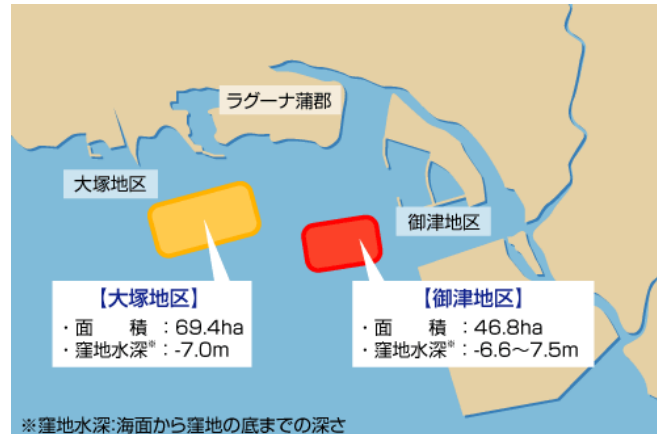 ラグーナ蒲郡
大塚地区
御津地区
【大塚地区】
・面　積：69.4ha
・窪地水深※：-7.0m
【御津地区】
・面　積：46.8ha
・窪地水深※：-6.6～7.5m
※窪地水深:海面から窪地の底までの深さ